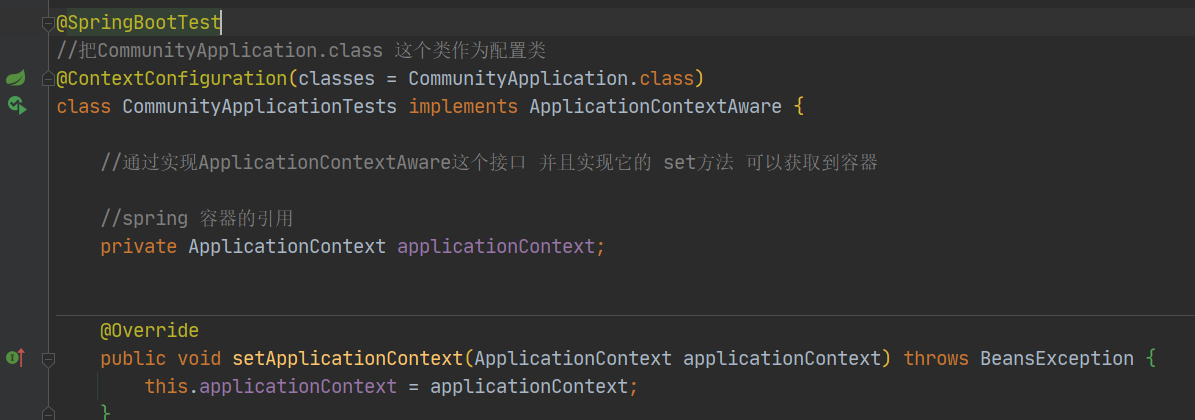 @SpringBootTest
//把CommunityApplication.class 这个类作为配置类
@ContextConfiguration(classes = CommunityApplication.class)
class CommunityApplicationTests implements ApplicationContextAware {
//通过实现ApplicationContextAware这个接口 并且实现它的 set方法 可以获取到容器
//spring 容器的引用
private ApplicationContext applicationContext;
@Override
public void setApplicationContext(ApplicationContext applicationContext) throws BeansException {
this.applicationContext = applicationContext;
}